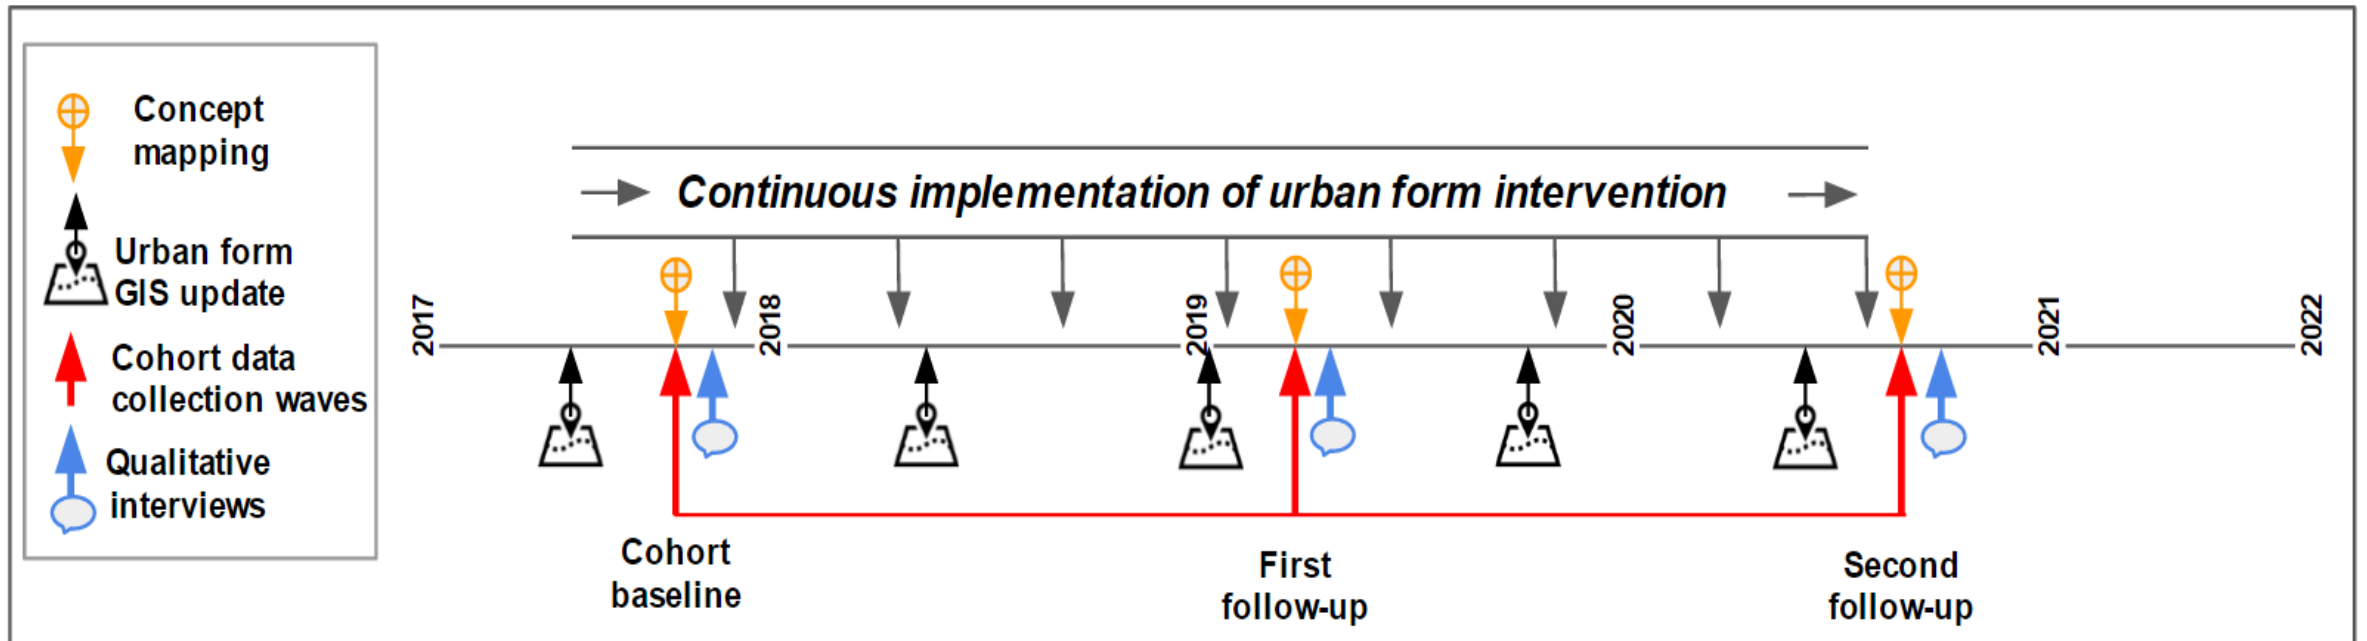 Concept
mapping
Urban form
GIS update
Cohort data
collection waves
Qualitative
interviews
Continuous implementation of urban form intervention
2017
2018
2019
2020
2021
2022
Cohort
baseline
First
follow-up
Second
follow-up